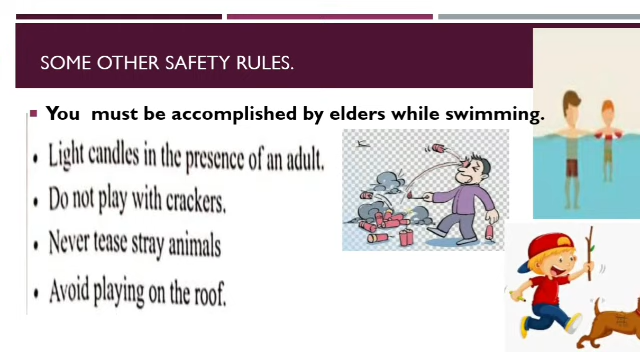 SOME OTHER SAFETY RULES.
You must be accomplished by elders while swimming.
Light candles in the presence of an adult.
Do not play with crackers.
Never tease stray animals
Avoid playing on the roof.